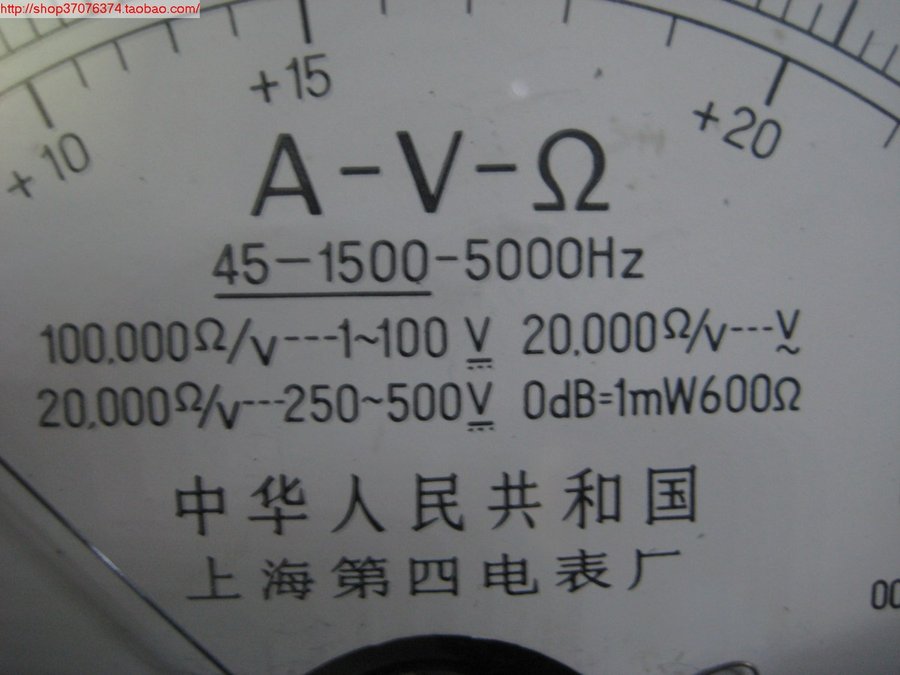 http://shop37076374.taobao.com/
+10 +15 +20
A-V-Ω
45-1500-5000Hz
100,000Ω/V---1~100V 20,000Ω/V---V
20,000Ω/V---250~500V 0dB=1mW600Ω
中华人民共和国
上海第四电表厂